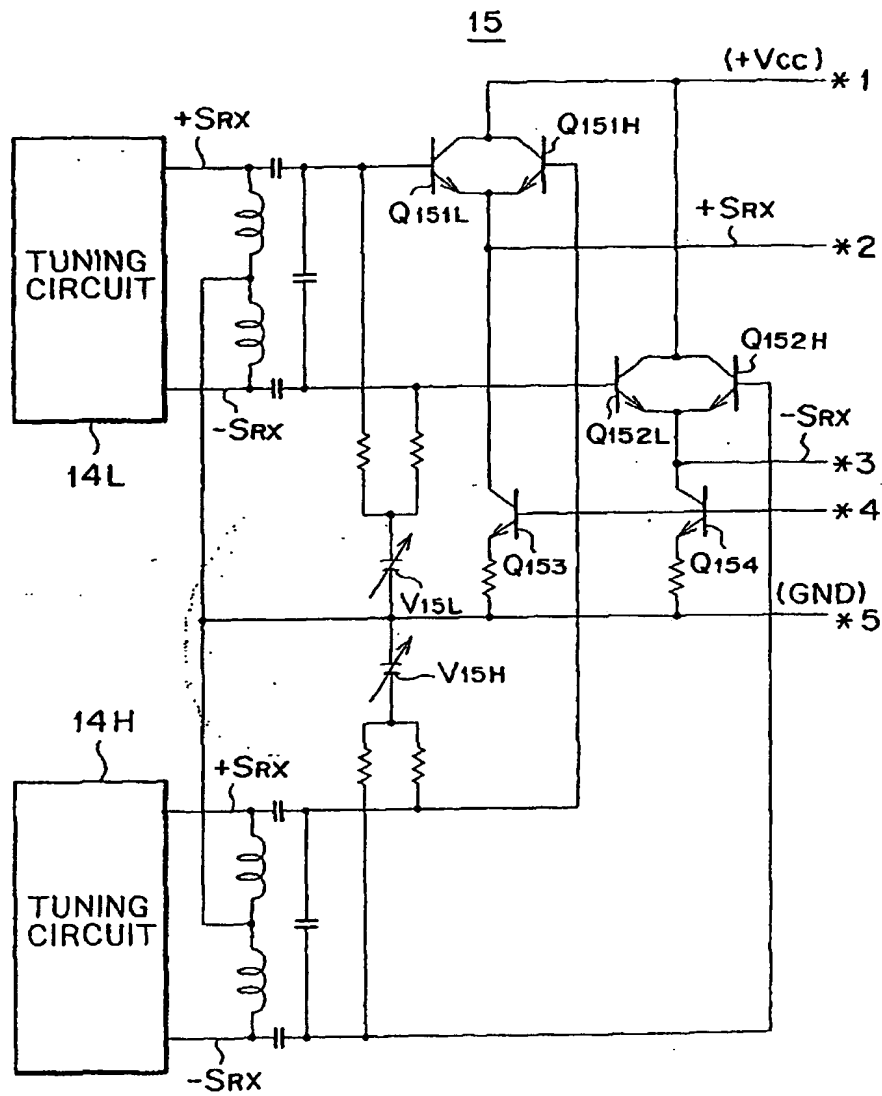 15
(+Vcc)
*1
+SRX
Q151H
Q151L
+SRX
*2
TUNING
CIRCUIT
Q152H
-SRX
Q152L
-SRX
*3
14L
*4
Q153
Q154
V15L
(GND)
*5
V15H
14H
+SRX
TUNING
CIRCUIT
-SRX